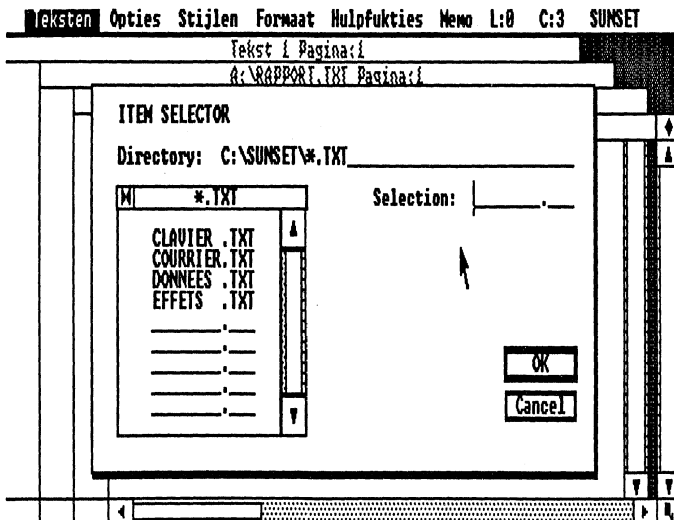 Teksten Opties Stijlen Formaat Hulpfukties Memo L:0 C:3 SUNSET
Tekst 1 Pagina:1
A:\RAPPORT.TXT Pagina:1
ITEM SELECTOR
Directory: C:\SUNSET\*.TXT
*.TXT
Selection: .
CLAVIER .TXT
COURRIER.TXT
DONNEES .TXT
EFFETS .TXT
OK
Cancel